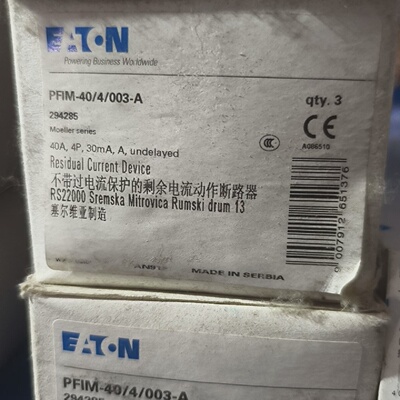 EATON
Powering Business Worldwide
PFIM-40/4/003-A
qty. 3
294285
Moeller series
CE
A086510
40A, 4P, 30mA, A, undelayed
Residual Current Device
不带过电流保护的剩余电流动作断路器
RS22000 Sremska Mitrovica Rumski drum 13
塞尔维亚制造
MADE IN SERBIA
EATON
PFIM-40/4/003-A
294285